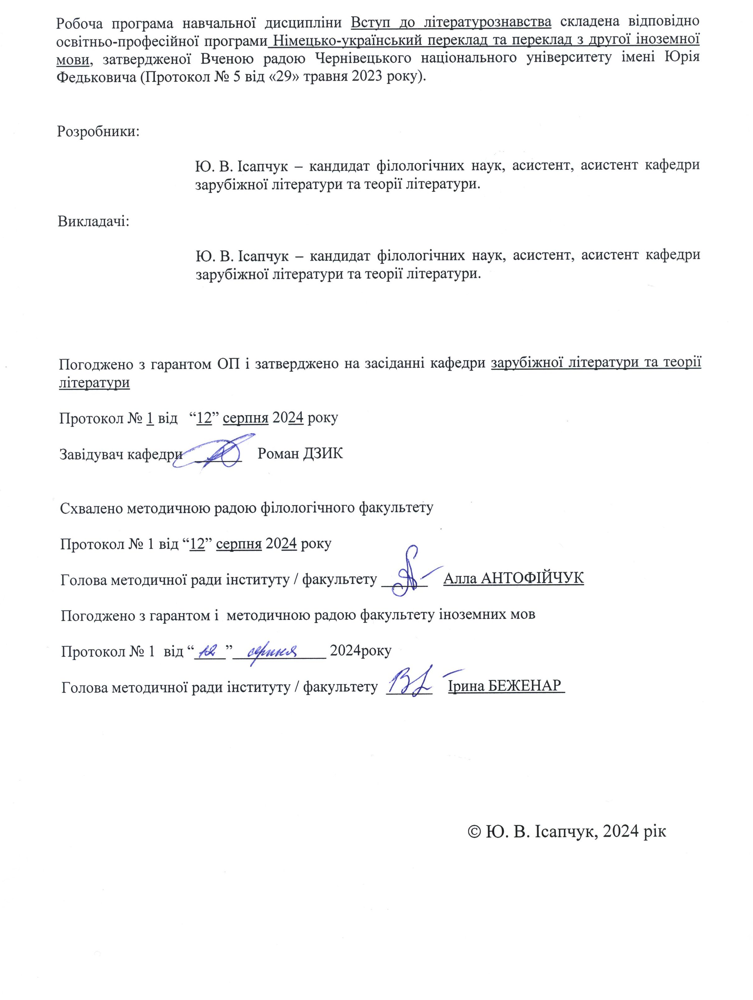 Робоча програма навчальної дисципліни Вступ до літературознавства складена відповідно
освітньо-професійної програми Німецько-український переклад та переклад з другої іноземної
мови, затвердженої Вченою радою Чернівецького національного університету імені Юрія
Федьковича (Протокол № 5 від «29» травня 2023 року).
Розробники:
Ю. В. Ісапчук – кандидат філологічних наук, асистент, асистент кафедри
зарубіжної літератури та теорії літератури.
Викладачі:
Ю. В. Ісапчук – кандидат філологічних наук, асистент, асистент кафедри
зарубіжної літератури та теорії літератури.
Погоджено з гарантом ОП і затверджено на засіданні кафедри зарубіжної літератури та теорії
літератури
Протокол № 1 від “12” серпня 2024 року
Завідувач кафедри ______ Роман ДЗИК
Схвалено методичною радою філологічного факультету
Протокол № 1 від “12” серпня 2024 року
Голова методичної ради інституту / факультету ______ Алла АНТОФІЙЧУК
Погоджено з гарантом і методичною радою факультету іноземних мов
Протокол № 1 від “12” серпня 2024року
Голова методичної ради інституту / факультету ______ Ірина БЕЖЕНАР
© Ю. В. Ісапчук, 2024 рік